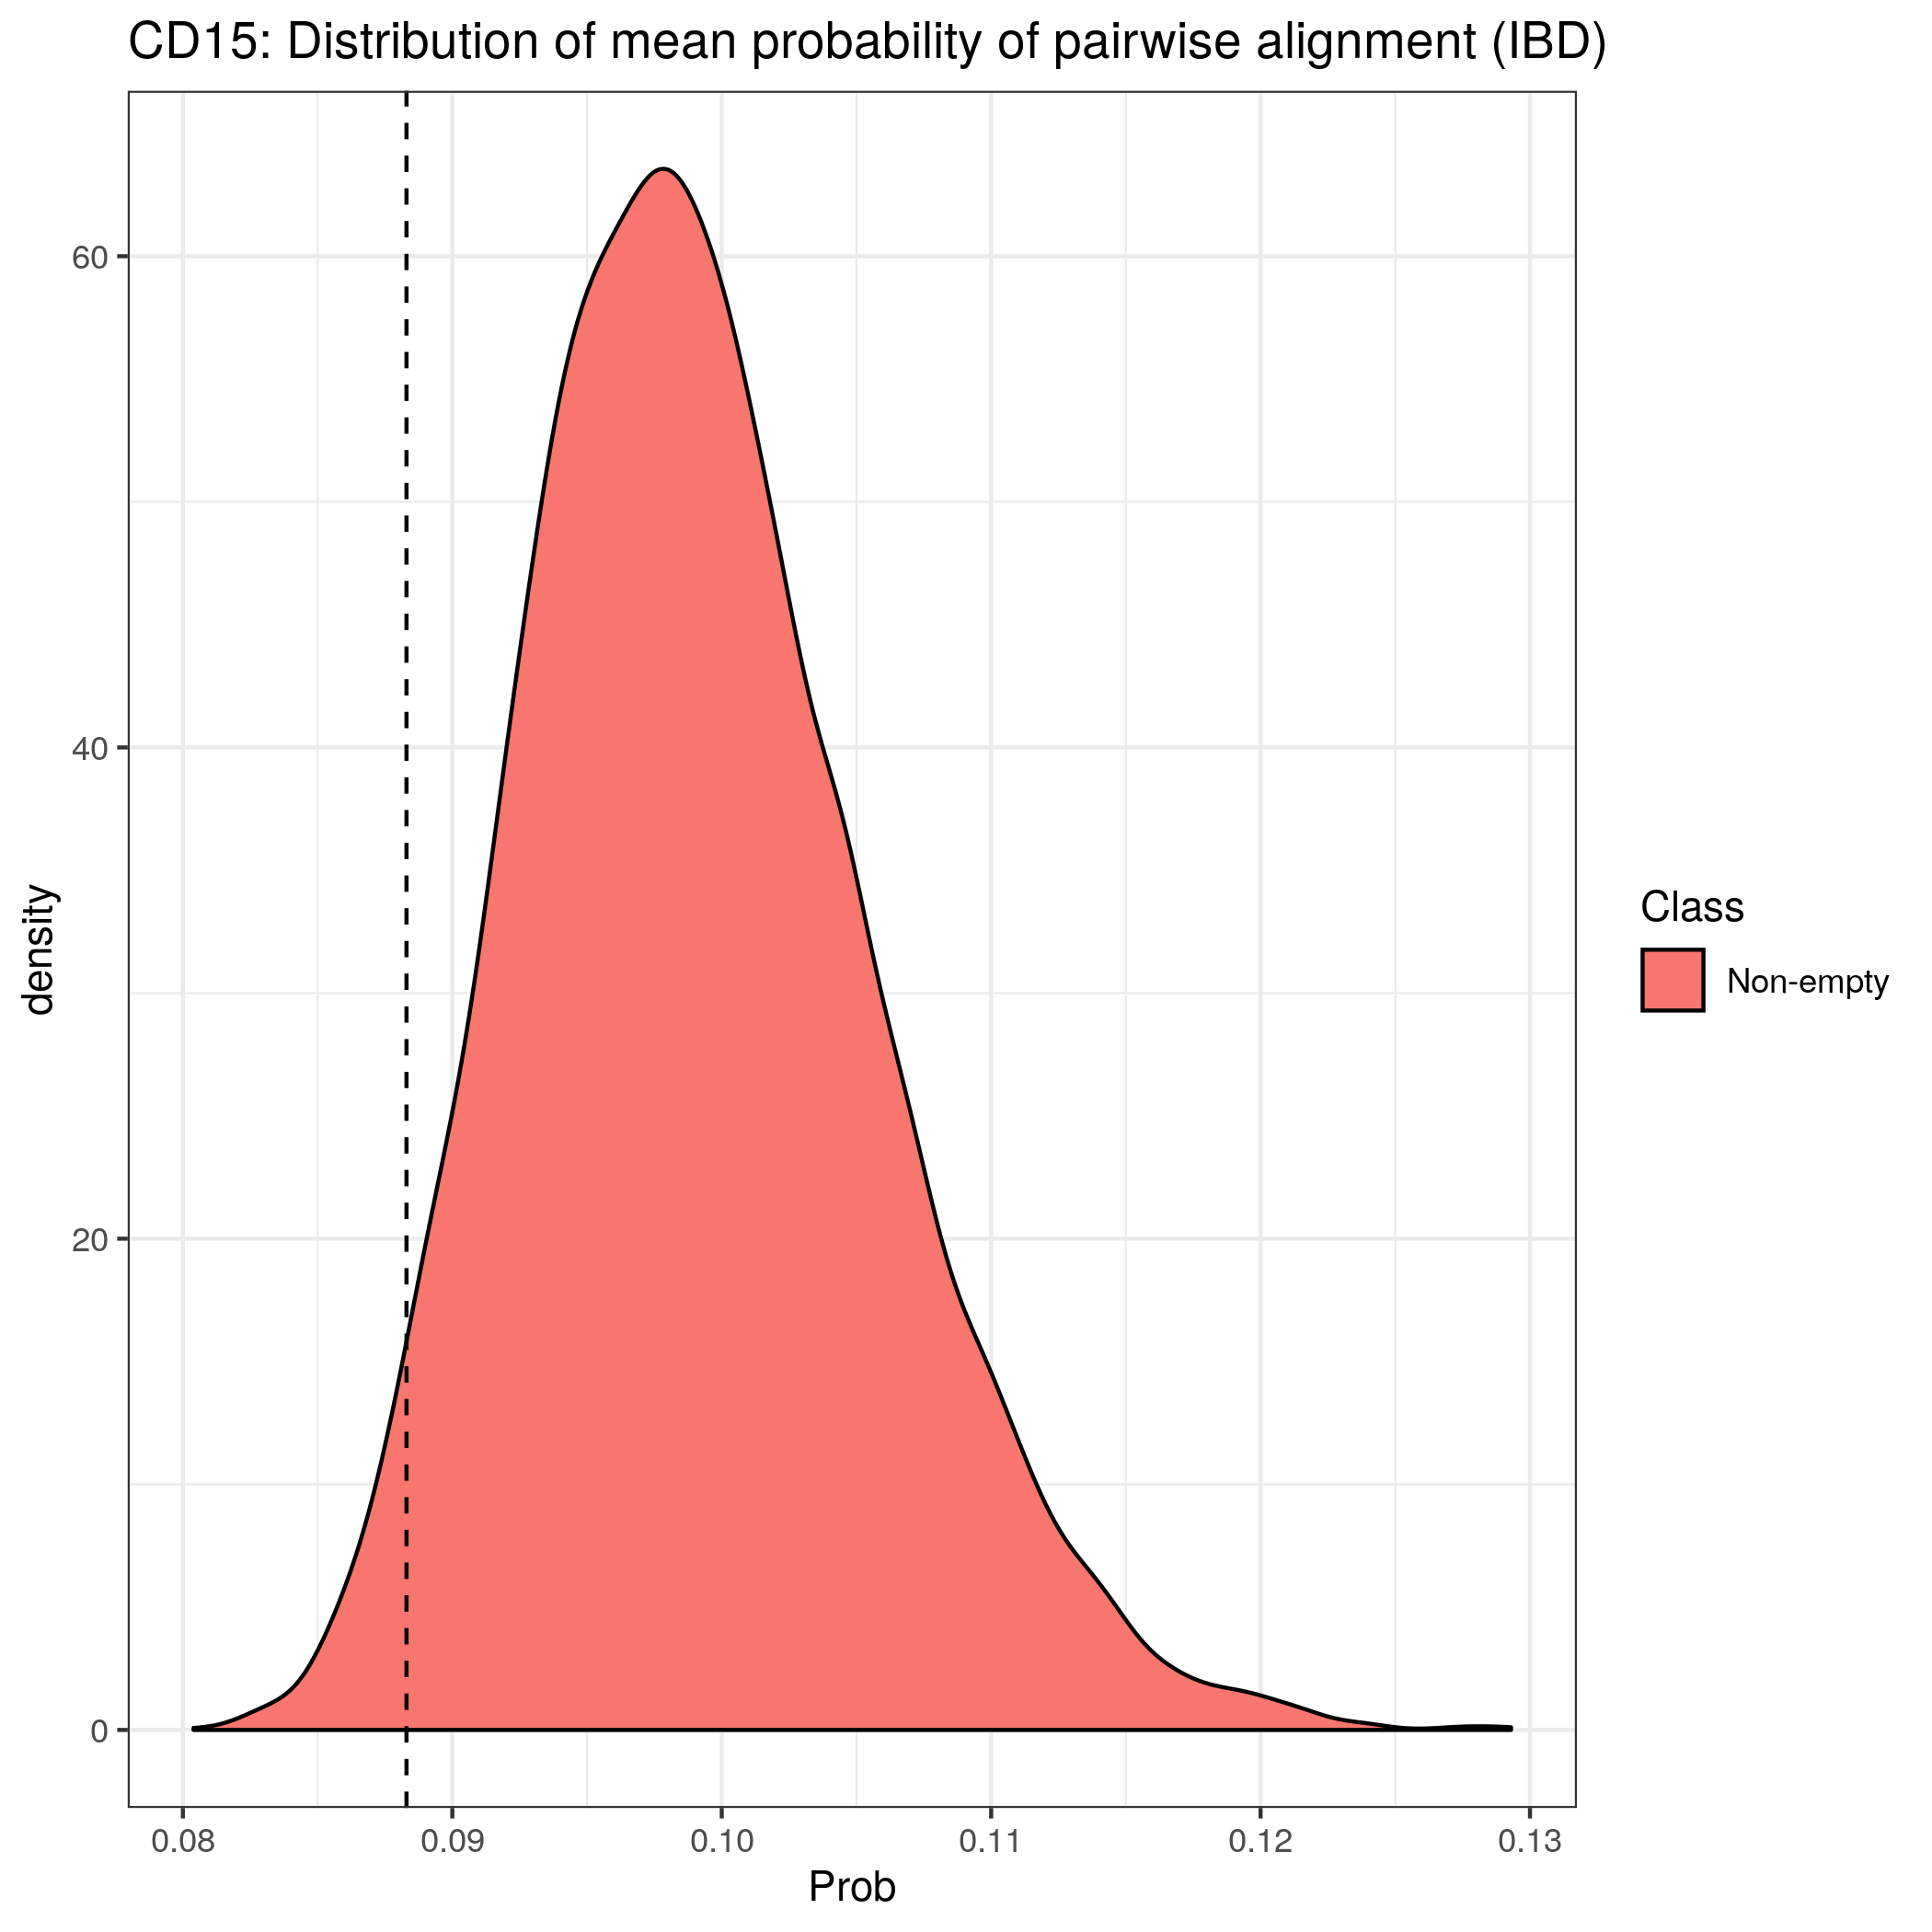 CD15: Distribution of mean probability of pairwise alignment (IBD)
60
40
20
0
density
0.08 0.09 0.10 0.11 0.12 0.13
Prob
Class
Non-empty